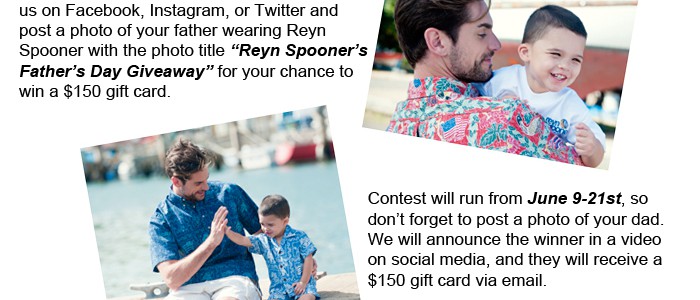 us on Facebook, Instagram, or Twitter and
post a photo of your father wearing Reyn
Spooner with the photo title “Reyn Spooner’s
Father’s Day Giveaway” for your chance to
win a $150 gift card.
Contest will run from June 9-21st, so
don’t forget to post a photo of your dad.
We will announce the winner in a video
on social media, and they will receive a
$150 gift card via email.